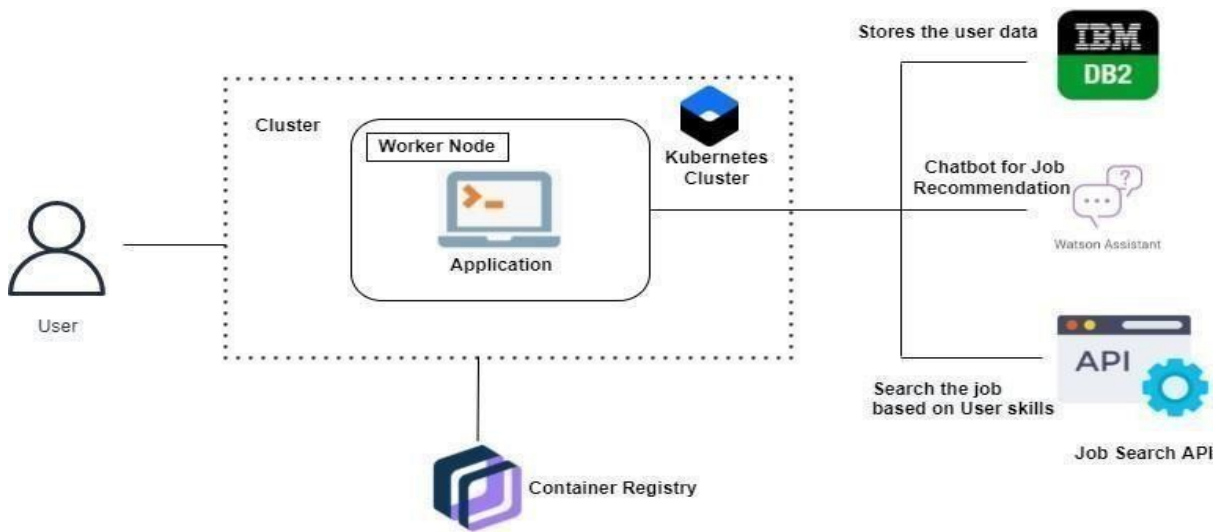 Stores the user data
IBM
DB2
Cluster
Worker Node
Kubernetes
Cluster
Application
Chatbot for Job
Recommendation
?
Watson Assistant
User
API
Search the job
based on User skills
Job Search API
Container Registry